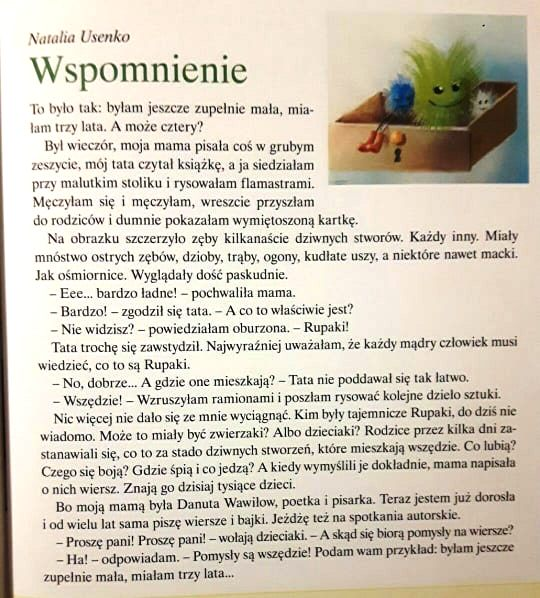 Natalia Usenko
Wspomnienie
To było tak: byłam jeszcze zupełnie mała, mia-
łam trzy lata. A może cztery?
Był wieczór, moja mama pisała coś w grubym
zeszycie, mój tata czytał książkę, a ja siedziałam
przy malutkim stoliku i rysowałam flamastrami.
Męczyłam się i męczyłam, wreszcie przyszłam
do rodziców i dumnie pokazałam wymiętoszoną kartkę.
Na obrazku szczerzyło zęby kilkanaście dziwnych stworów. Każdy inny. Miały
mnóstwo ostrych zębów, dzioby, trąby, ogony, kudłate uszy, a niektóre nawet macki.
Jak ośmiornice. Wyglądały dość paskudnie.
– Eee... bardzo ładne! – pochwaliła mama.
– Bardzo! – zgodził się tata. – A co to właściwie jest?
– Nie widzisz? – powiedziałam oburzona. – Rupaki!
Tata trochę się zawstydził. Najwyraźniej uważałam, że każdy mądry człowiek musi
wiedzieć, co to są Rupaki.
– No, dobrze... A gdzie one mieszkają? – Tata nie poddawał się tak łatwo.
– Wszędzie! – Wzruszyłam ramionami i poszłam rysować kolejne dzieło sztuki.
Nic więcej nie dało się ze mnie wyciągnąć. Kim były tajemnicze Rupaki, do dziś nie
wiadomo. Może to miały być zwierzaki? Albo dzieciaki? Rodzice przez kilka dni za-
stanawiali się, co to za stado dziwnych stworzeń, które mieszkają wszędzie. Co lubią?
Czego się boją? Gdzie śpią i co jedzą? A kiedy wymyślili je dokładnie, mama napisała
o nich wiersz. Znają go dzisiaj tysiące dzieci.
Bo moją mamą była Danuta Wawiłow, poetka i pisarka. Teraz jestem już dorosła
i od wielu lat sama piszę wiersze i bajki. Jeżdżę też na spotkania autorskie.
– Proszę pani! Proszę pani! – wołają dzieciaki. – A skąd się biorą pomysły na wiersze?
– Ha! – odpowiadam. – Pomysły są wszędzie! Podam wam przykład: byłam jeszcze
zupełnie mała, miałam trzy lata...